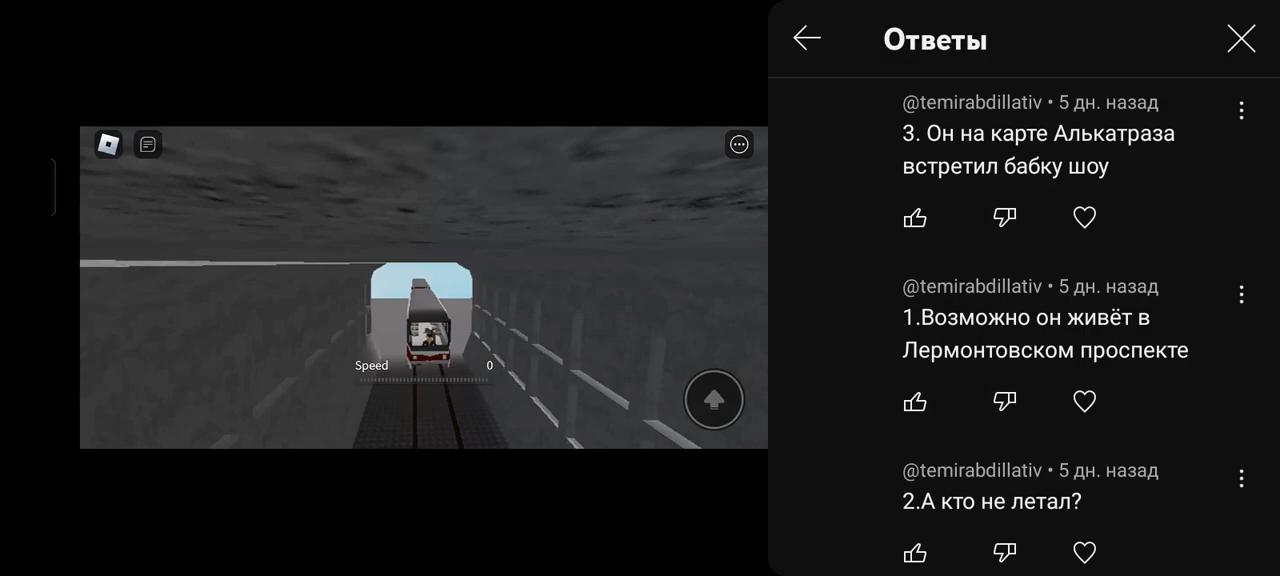 Speed 0
Ответы
@temirabdillativ • 5 дн. назад
3. Он на карте Алькатраза
встретил бабку шоу
@temirabdillativ • 5 дн. назад
1.Возможно он живёт в
Лермонтовском проспекте
@temirabdillativ • 5 дн. назад
2.А кто не летал?